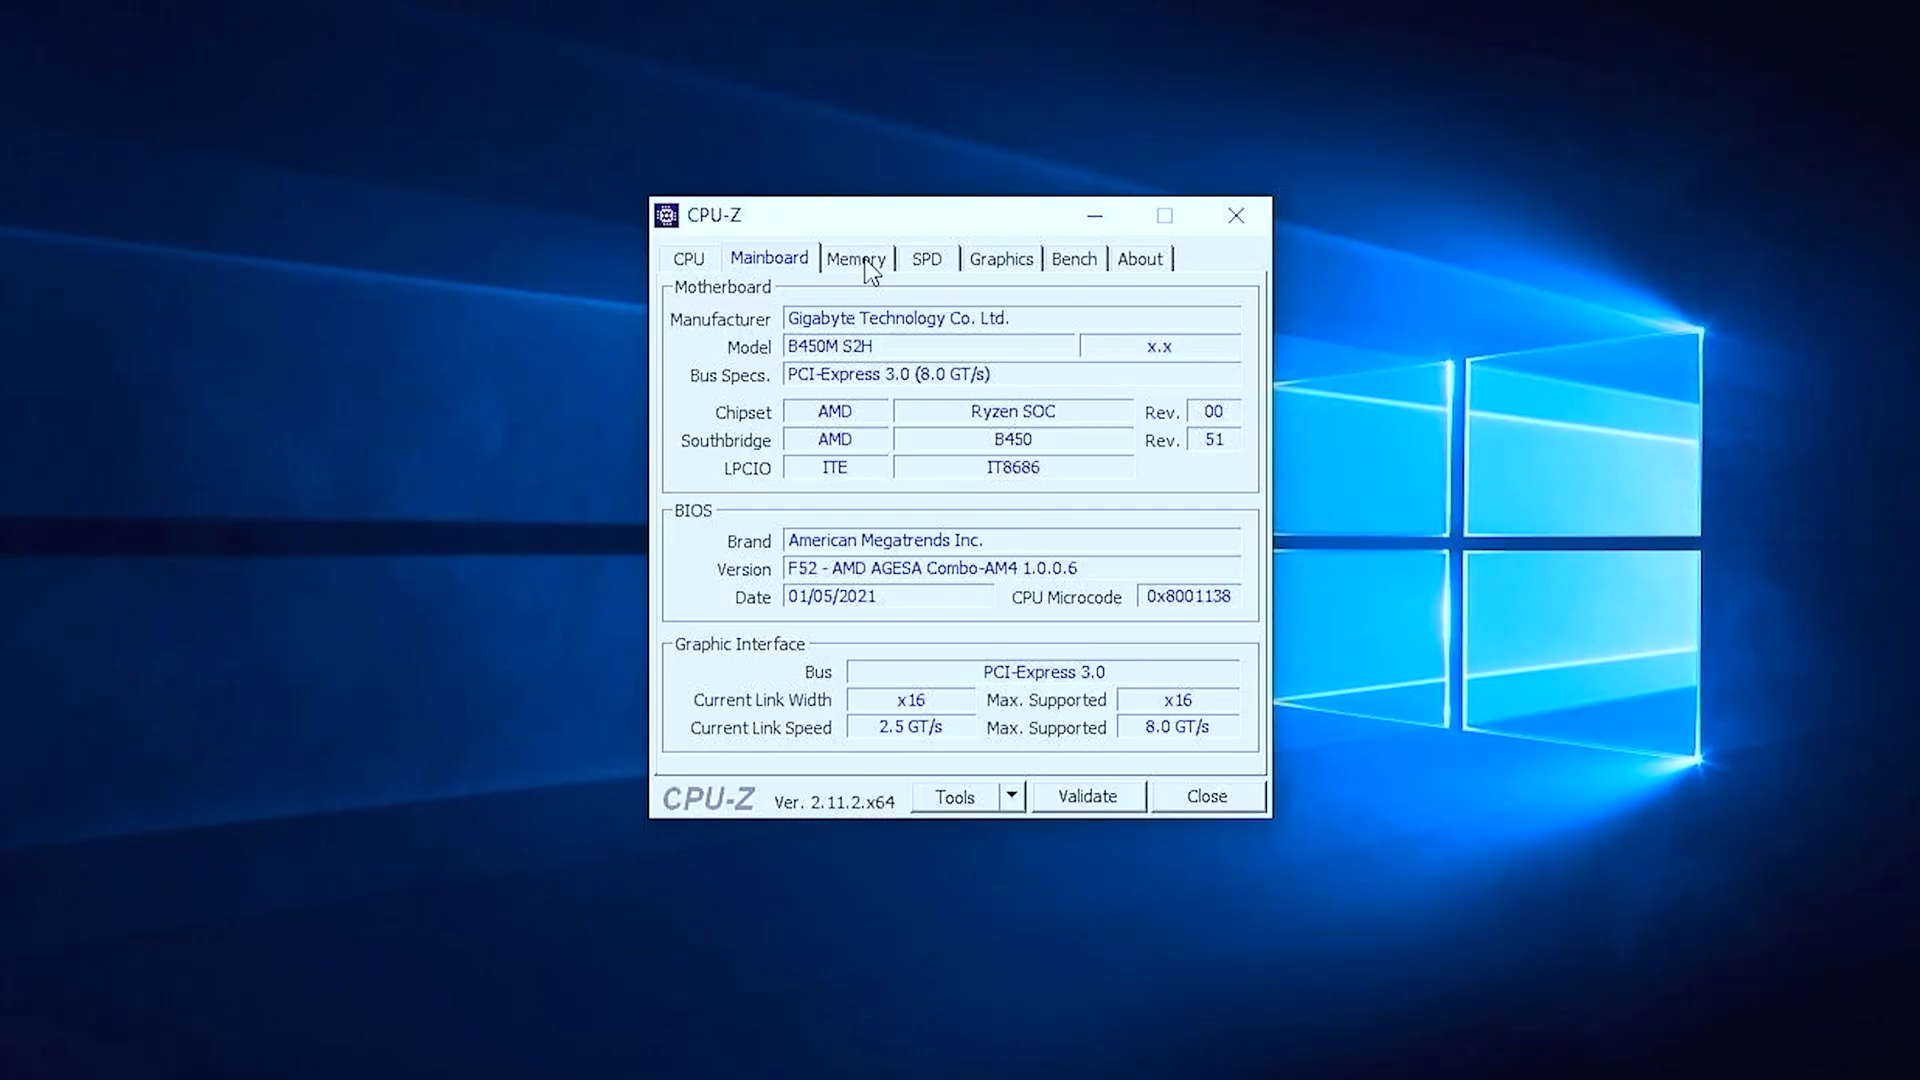 CPU-Z
CPU Mainboard Memory SPD Graphics Bench About
Motherboard
Manufacturer Gigabyte Technology Co. Ltd.
Model B450M S2H x.x
Bus Specs. PCI-Express 3.0 (8.0 GT/s)
Chipset AMD Ryzen SOC Rev. 00
Southbridge AMD B450 Rev. 51
LPCIO ITE IT8686
BIOS
Brand American Megatrends Inc.
Version F52 - AMD AGESA Combo-AM4 1.0.0.6
Date 01/05/2021 CPU Microcode 0x8001138
Graphic Interface
Bus PCI-Express 3.0
Current Link Width x16 Max. Supported x16
Current Link Speed 2.5 GT/s Max. Supported 8.0 GT/s
CPU-Z Ver. 2.11.2.x64 Tools Validate Close